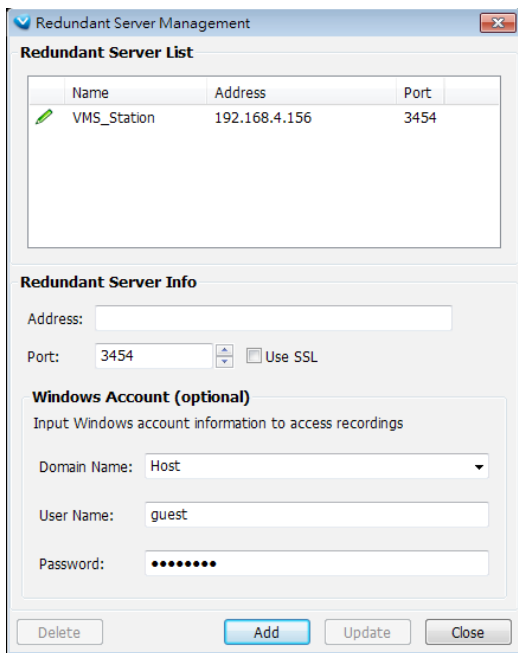 Redundant Server Management
Redundant Server List
Name Address Port
VMS_Station 192.168.4.156 3454
Redundant Server Info
Address:
Port: 3454 Use SSL
Windows Account (optional)
Input Windows account information to access recordings
Domain Name: Host
User Name: guest
Password: ●●●●●●●●
Delete Add Update Close